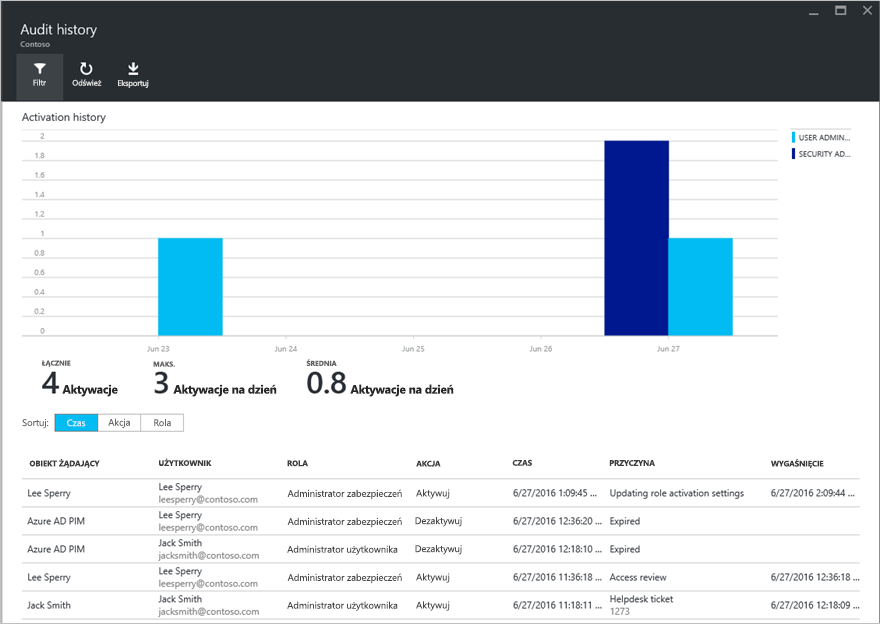 Audit history
Contoso
Filtr Odśwież Eksportuj
Activation history
2
1.8
1.6
1.4
1.2
1
0.8
0.6
0.4
0.2
0
USER ADMIN...
SECURITY AD...
Jun 23 Jun 24 Jun 25 Jun 26 Jun 27
ŁĄCZNIE MAKS. ŚREDNIA
4 Aktywacje 3 Aktywacje na dzień 0.8 Aktywacje na dzień
Sortuj: Czas Akcja Rola
OBIEKT ŻĄDAJĄCY UŻYTKOWNIK ROLA AKCJA CZAS PRZYCZYNA WYGAŚNIĘCIE
Lee Sperry Lee Sperry Administrator zabezpieczeń Aktywuj 6/27/2016 1:09:45 ... Updating role activation settings 6/27/2016 2:09:44 ...
leesperry@contoso.com
Azure AD PIM Lee Sperry Administrator zabezpieczeń Dezaktywuj 6/27/2016 12:36:20 ... Expired
leesperry@contoso.com
Azure AD PIM Jack Smith Administrator użytkownika Dezaktywuj 6/27/2016 12:18:10 ... Expired
jacksmith@contoso.com
Lee Sperry Lee Sperry Administrator zabezpieczeń Aktywuj 6/27/2016 11:36:18 ... Access review 6/27/2016 12:36:18 ...
leesperry@contoso.com
Jack Smith Jack Smith Administrator użytkownika Aktywuj 6/27/2016 11:18:11 ... Helpdesk ticket 6/27/2016 12:18:09 ...
jacksmith@contoso.com 1273